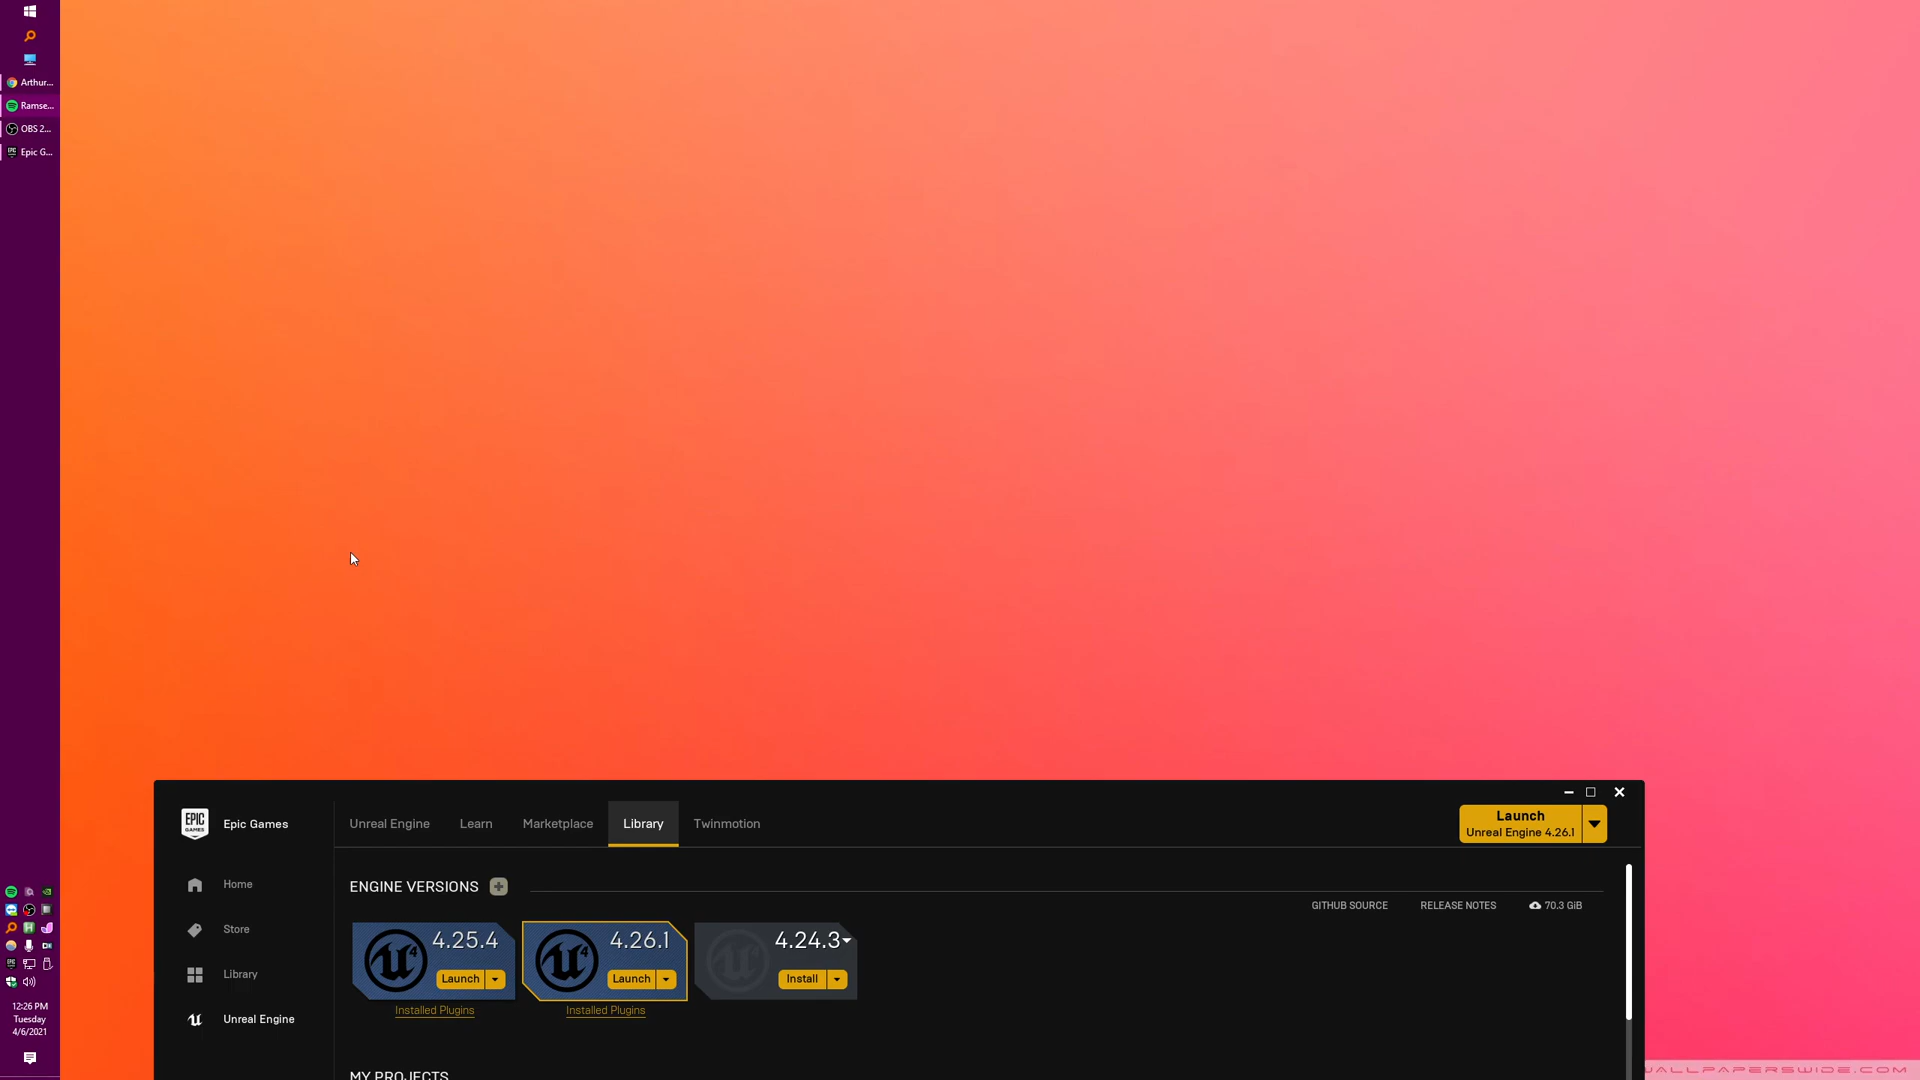 Arthur...
Ramse...
OBS 2...
Epic G...
12:26 PM
Tuesday
4/6/2021
EPIC
GAMES
Epic Games
Home
Store
Library
Unreal Engine
Unreal Engine
Learn
Marketplace
Library
Twinmotion
Launch
Unreal Engine 4.26.1
ENGINE VERSIONS
GITHUB SOURCE
RELEASE NOTES
70.3 GiB
4.25.4
Launch
Installed Plugins
4.26.1
Launch
Installed Plugins
4.24.3
Install
MY PROJECTS
WALLPAPERSWIDE.COM